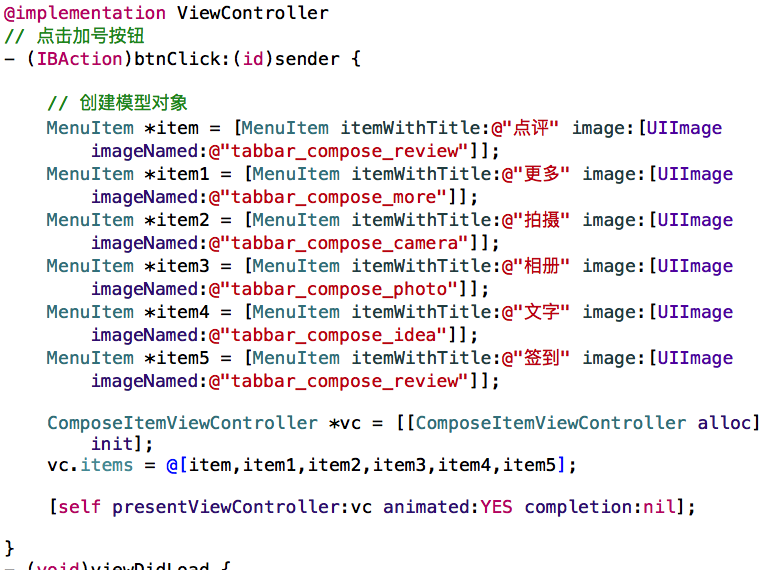 @implementation ViewController
// 点击加号按钮
- (IBAction)btnClick:(id)sender {
// 创建模型对象
MenuItem *item = [MenuItem itemWithTitle:@"点评" image:[UIImage
imageNamed:@"tabbar_compose_review"]];
MenuItem *item1 = [MenuItem itemWithTitle:@"更多" image:[UIImage
imageNamed:@"tabbar_compose_more"]];
MenuItem *item2 = [MenuItem itemWithTitle:@"拍摄" image:[UIImage
imageNamed:@"tabbar_compose_camera"]];
MenuItem *item3 = [MenuItem itemWithTitle:@"相册" image:[UIImage
imageNamed:@"tabbar_compose_photo"]];
MenuItem *item4 = [MenuItem itemWithTitle:@"文字" image:[UIImage
imageNamed:@"tabbar_compose_idea"]];
MenuItem *item5 = [MenuItem itemWithTitle:@"签到" image:[UIImage
imageNamed:@"tabbar_compose_review"]];
ComposeItemViewController *vc = [[ComposeItemViewController alloc]
init];
vc.items = @[item,item1,item2,item3,item4,item5];
[self presentViewController:vc animated:YES completion:nil];
}
- (void)viewDidLoad {